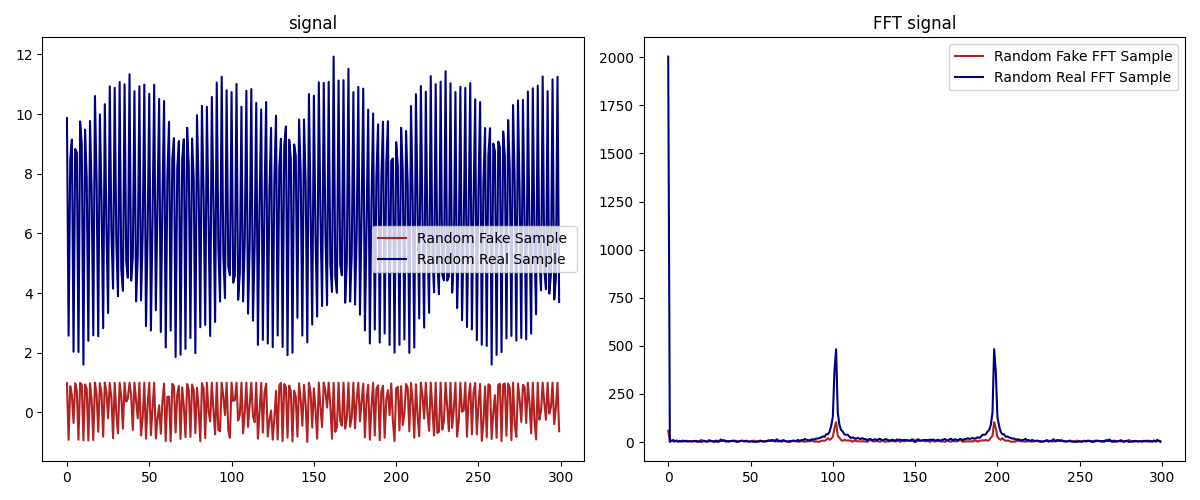 signal
12
10
8
6
4
2
0
0 50 100 150 200 250 300
Random Fake Sample
Random Real Sample
FFT signal
2000
1750
1500
1250
1000
750
500
250
0
0 50 100 150 200 250 300
Random Fake FFT Sample
Random Real FFT Sample